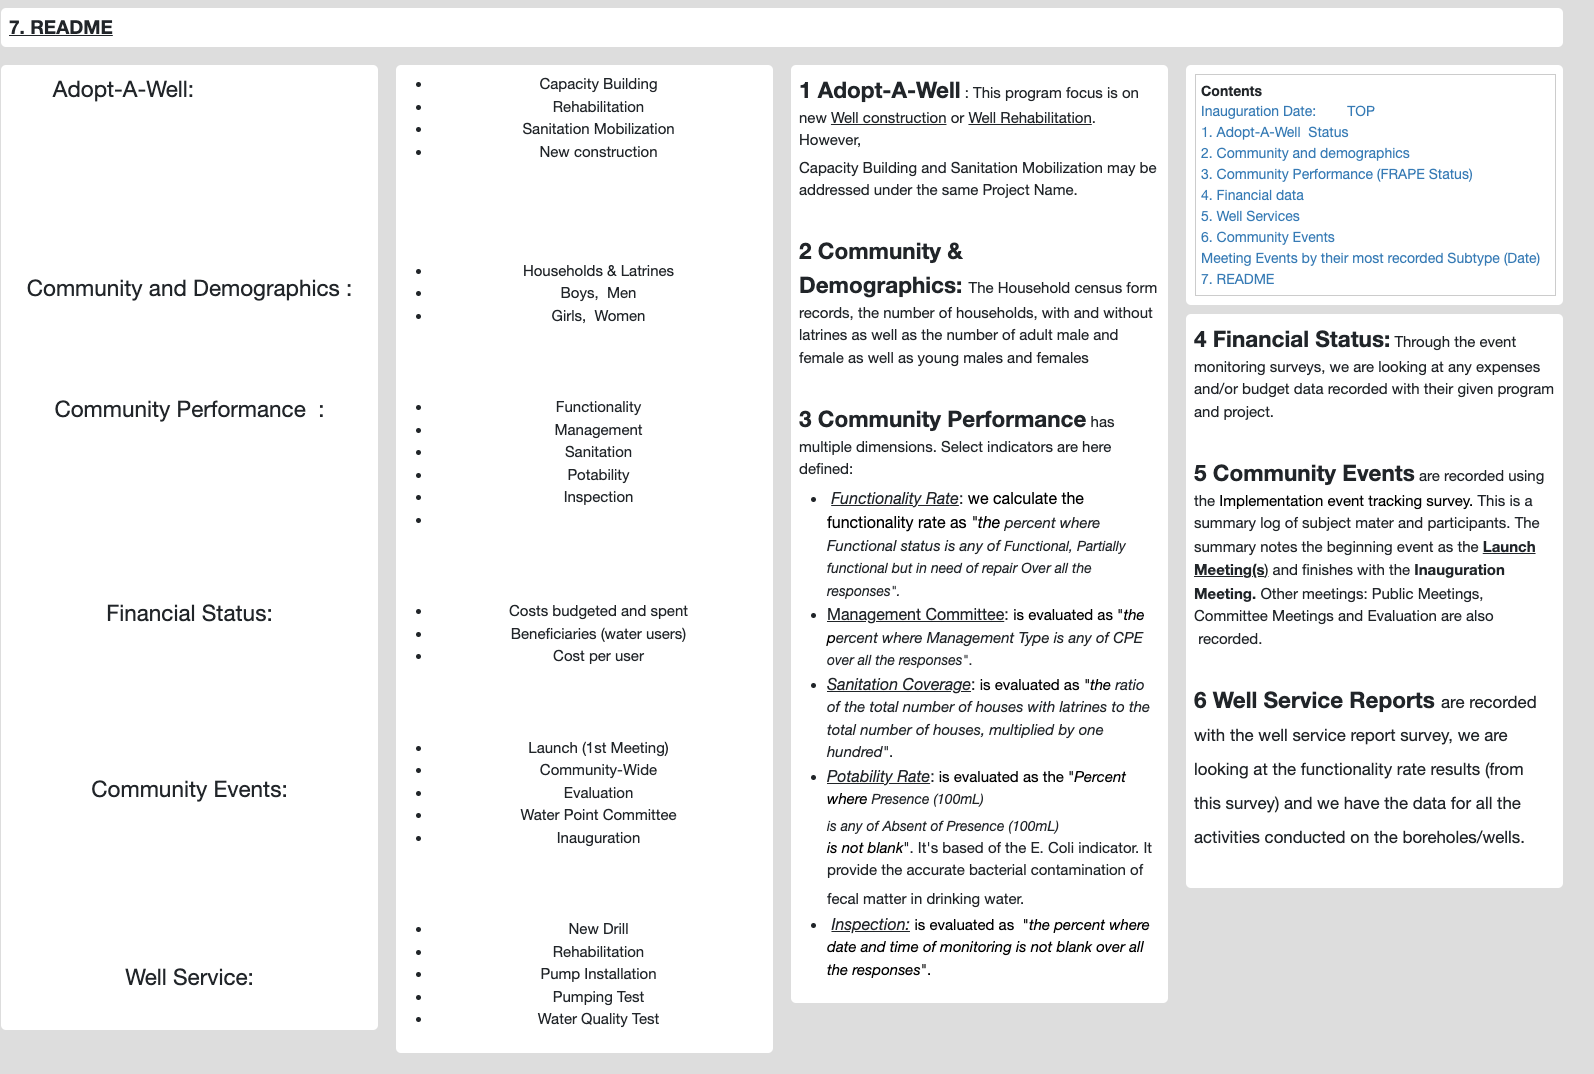 7. README
Adopt-A-Well:
Community and Demographics :
Community Performance  :
Financial Status:
Community Events:
Well Service:
• Capacity Building
• Rehabilitation
• Sanitation Mobilization
• New construction
• Households & Latrines
• Boys,  Men
• Girls,  Women
• Functionality
• Management
• Sanitation
• Potability
• Inspection
•
• Costs budgeted and spent
• Beneficiaries (water users)
• Cost per user
• Launch (1st Meeting)
• Community-Wide
• Evaluation
• Water Point Committee
• Inauguration
• New Drill
• Rehabilitation
• Pump Installation
• Pumping Test
• Water Quality Test
1 Adopt-A-Well : This program focus is on
new Well construction or Well Rehabilitation.
However,
Capacity Building and Sanitation Mobilization may be
addressed under the same Project Name.
2 Community &
Demographics: The Household census form
records, the number of households, with and without
latrines as well as the number of adult male and
female as well as young males and females
3 Community Performance has
multiple dimensions. Select indicators are here
defined:
• Functionality Rate: we calculate the
functionality rate as "the percent where
Functional status is any of Functional, Partially
functional but in need of repair Over all the
responses".
• Management Committee: is evaluated as "the
percent where Management Type is any of CPE
over all the responses".
• Sanitation Coverage: is evaluated as "the ratio
of the total number of houses with latrines to the
total number of houses, multiplied by one
hundred".
• Potability Rate: is evaluated as the "Percent
where Presence (100mL)
is any of Absent of Presence (100mL)
is not blank". It's based of the E. Coli indicator. It
provide the accurate bacterial contamination of
fecal matter in drinking water.
• Inspection: is evaluated as  "the percent where
date and time of monitoring is not blank over all
the responses".
Contents
Inauguration Date:        TOP
1. Adopt-A-Well  Status
2. Community and demographics
3. Community Performance (FRAPE Status)
4. Financial data
5. Well Services
6. Community Events
Meeting Events by their most recorded Subtype (Date)
7. README
4 Financial Status: Through the event
monitoring surveys, we are looking at any expenses
and/or budget data recorded with their given program
and project.
5 Community Events are recorded using
the Implementation event tracking survey. This is a
summary log of subject mater and participants. The
summary notes the beginning event as the Launch
Meeting(s) and finishes with the Inauguration
Meeting. Other meetings: Public Meetings,
Committee Meetings and Evaluation are also
recorded.
6 Well Service Reports are recorded
with the well service report survey, we are
looking at the functionality rate results (from
this survey) and we have the data for all the
activities conducted on the boreholes/wells.